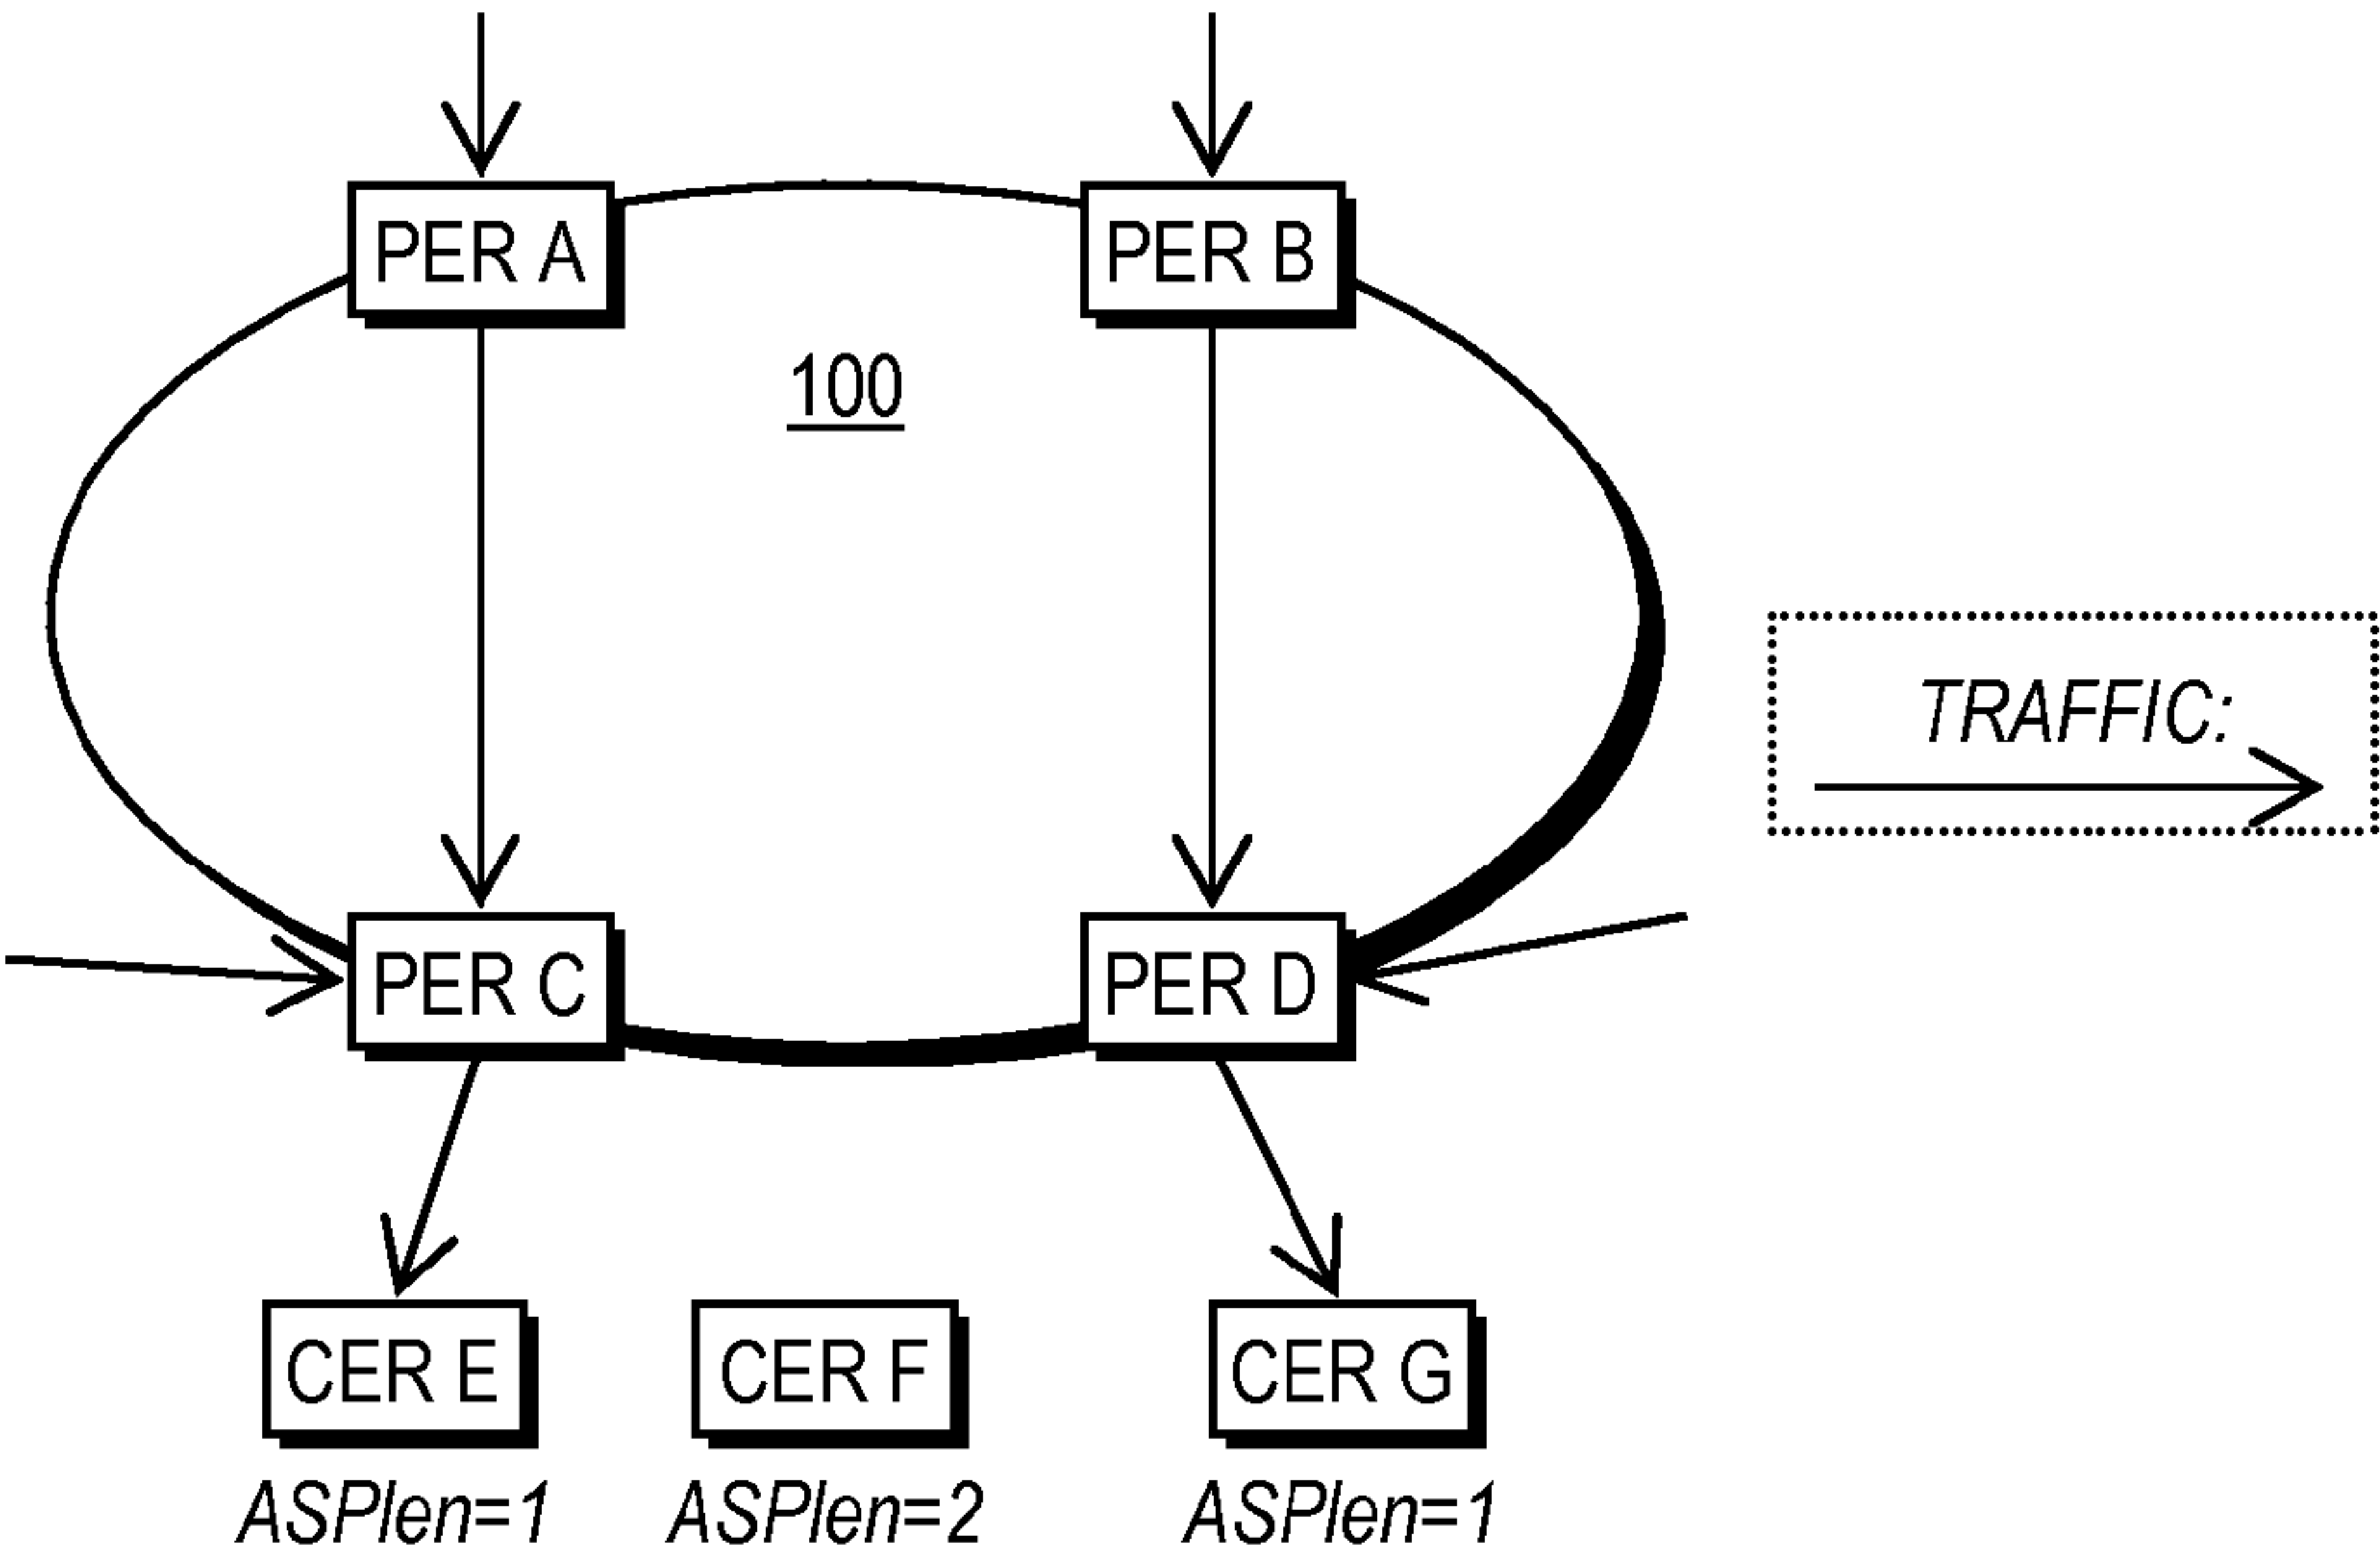 PER A
PER B
100
TRAFFIC:
PER C
PER D
CER E
CER F
CER G
ASPlen=1
ASPlen=2
ASPlen=1